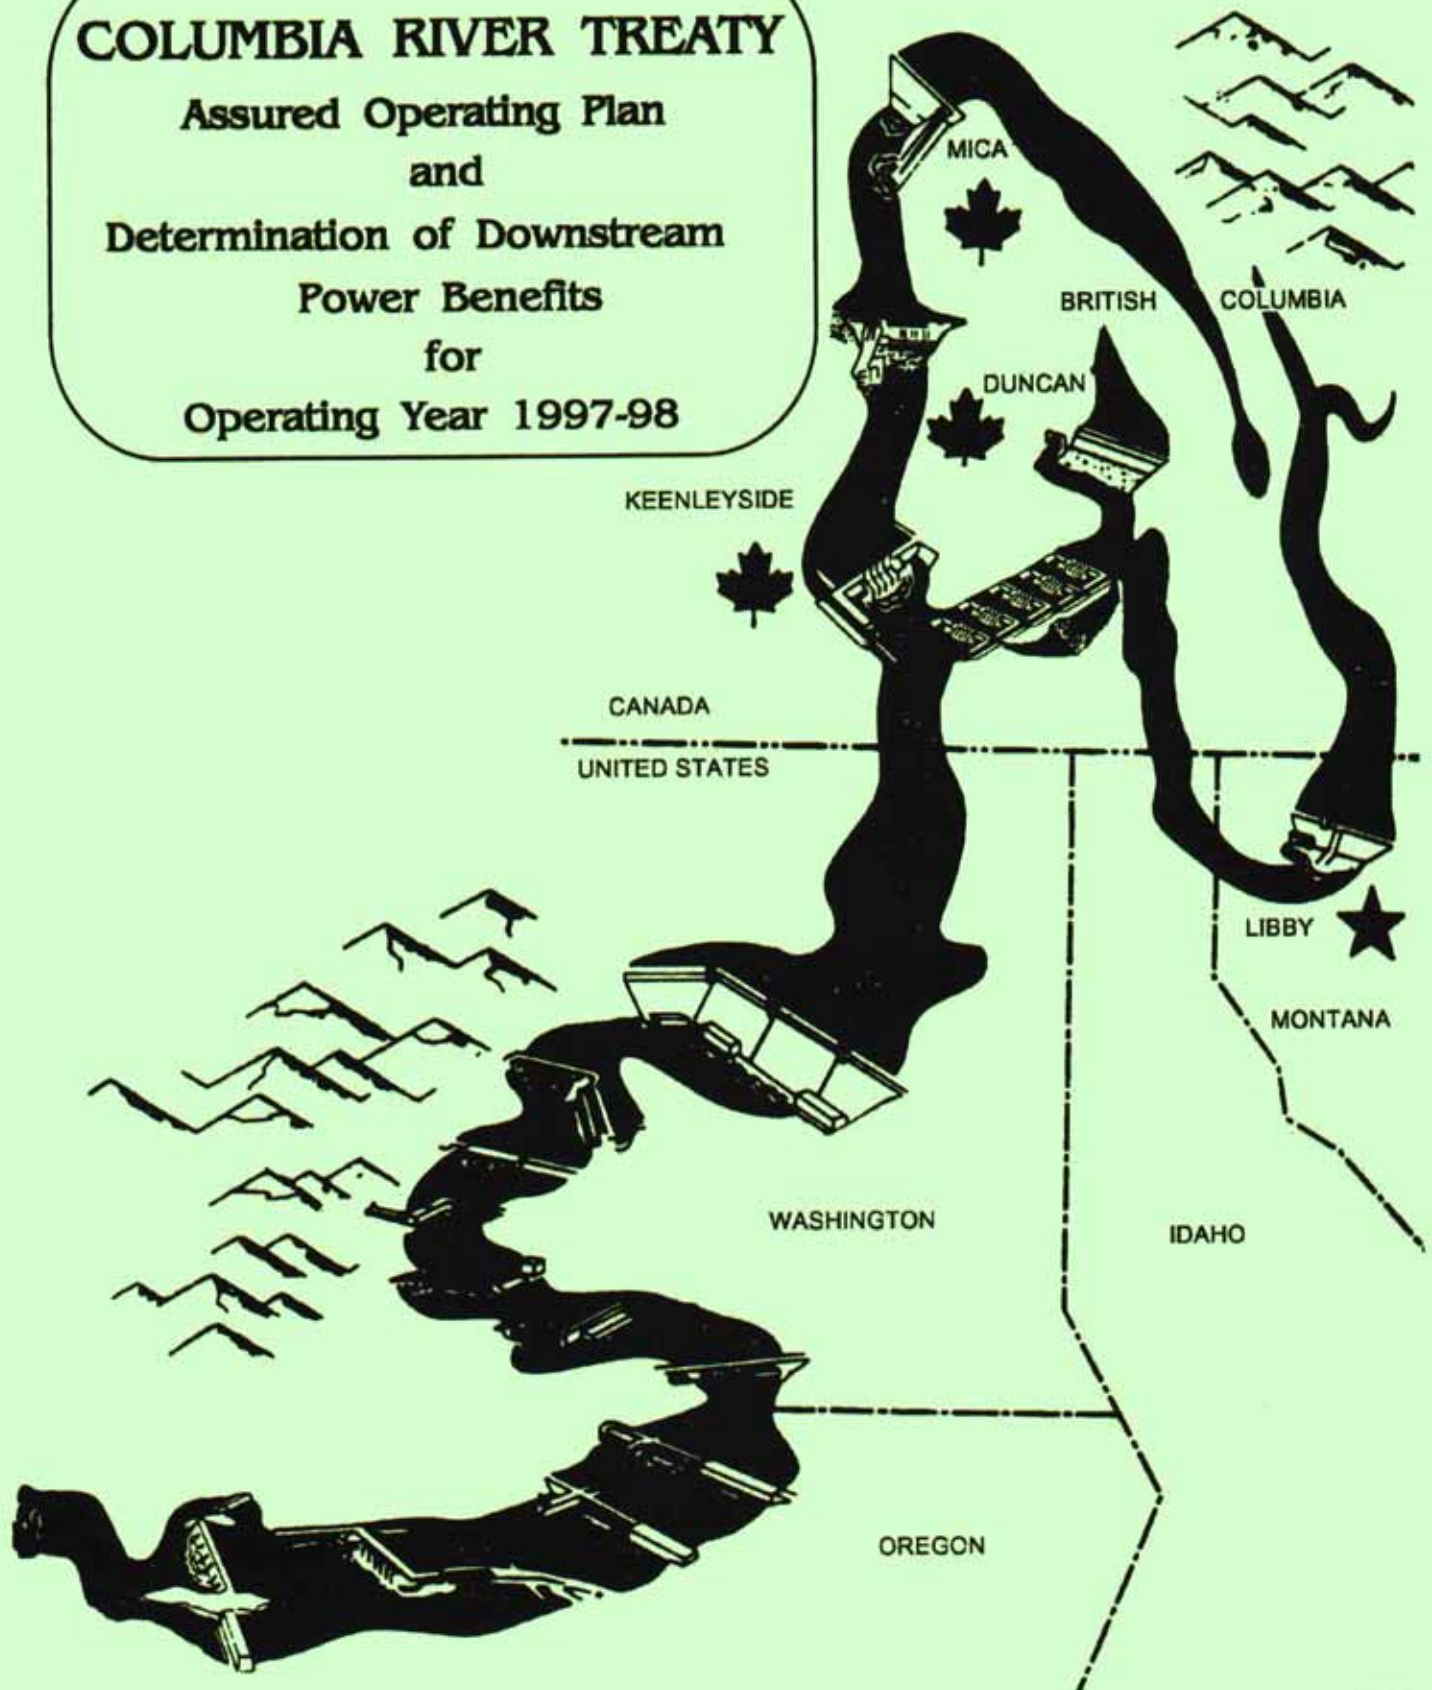 COLUMBIA RIVER TREATY
Assured Operating Plan
and
Determination of Downstream
Power Benefits
for
Operating Year 1997-98
MICA
BRITISH COLUMBIA
DUNCAN
KEENLEYSIDE
CANADA
UNITED STATES
LIBBY
MONTANA
WASHINGTON
IDAHO
OREGON